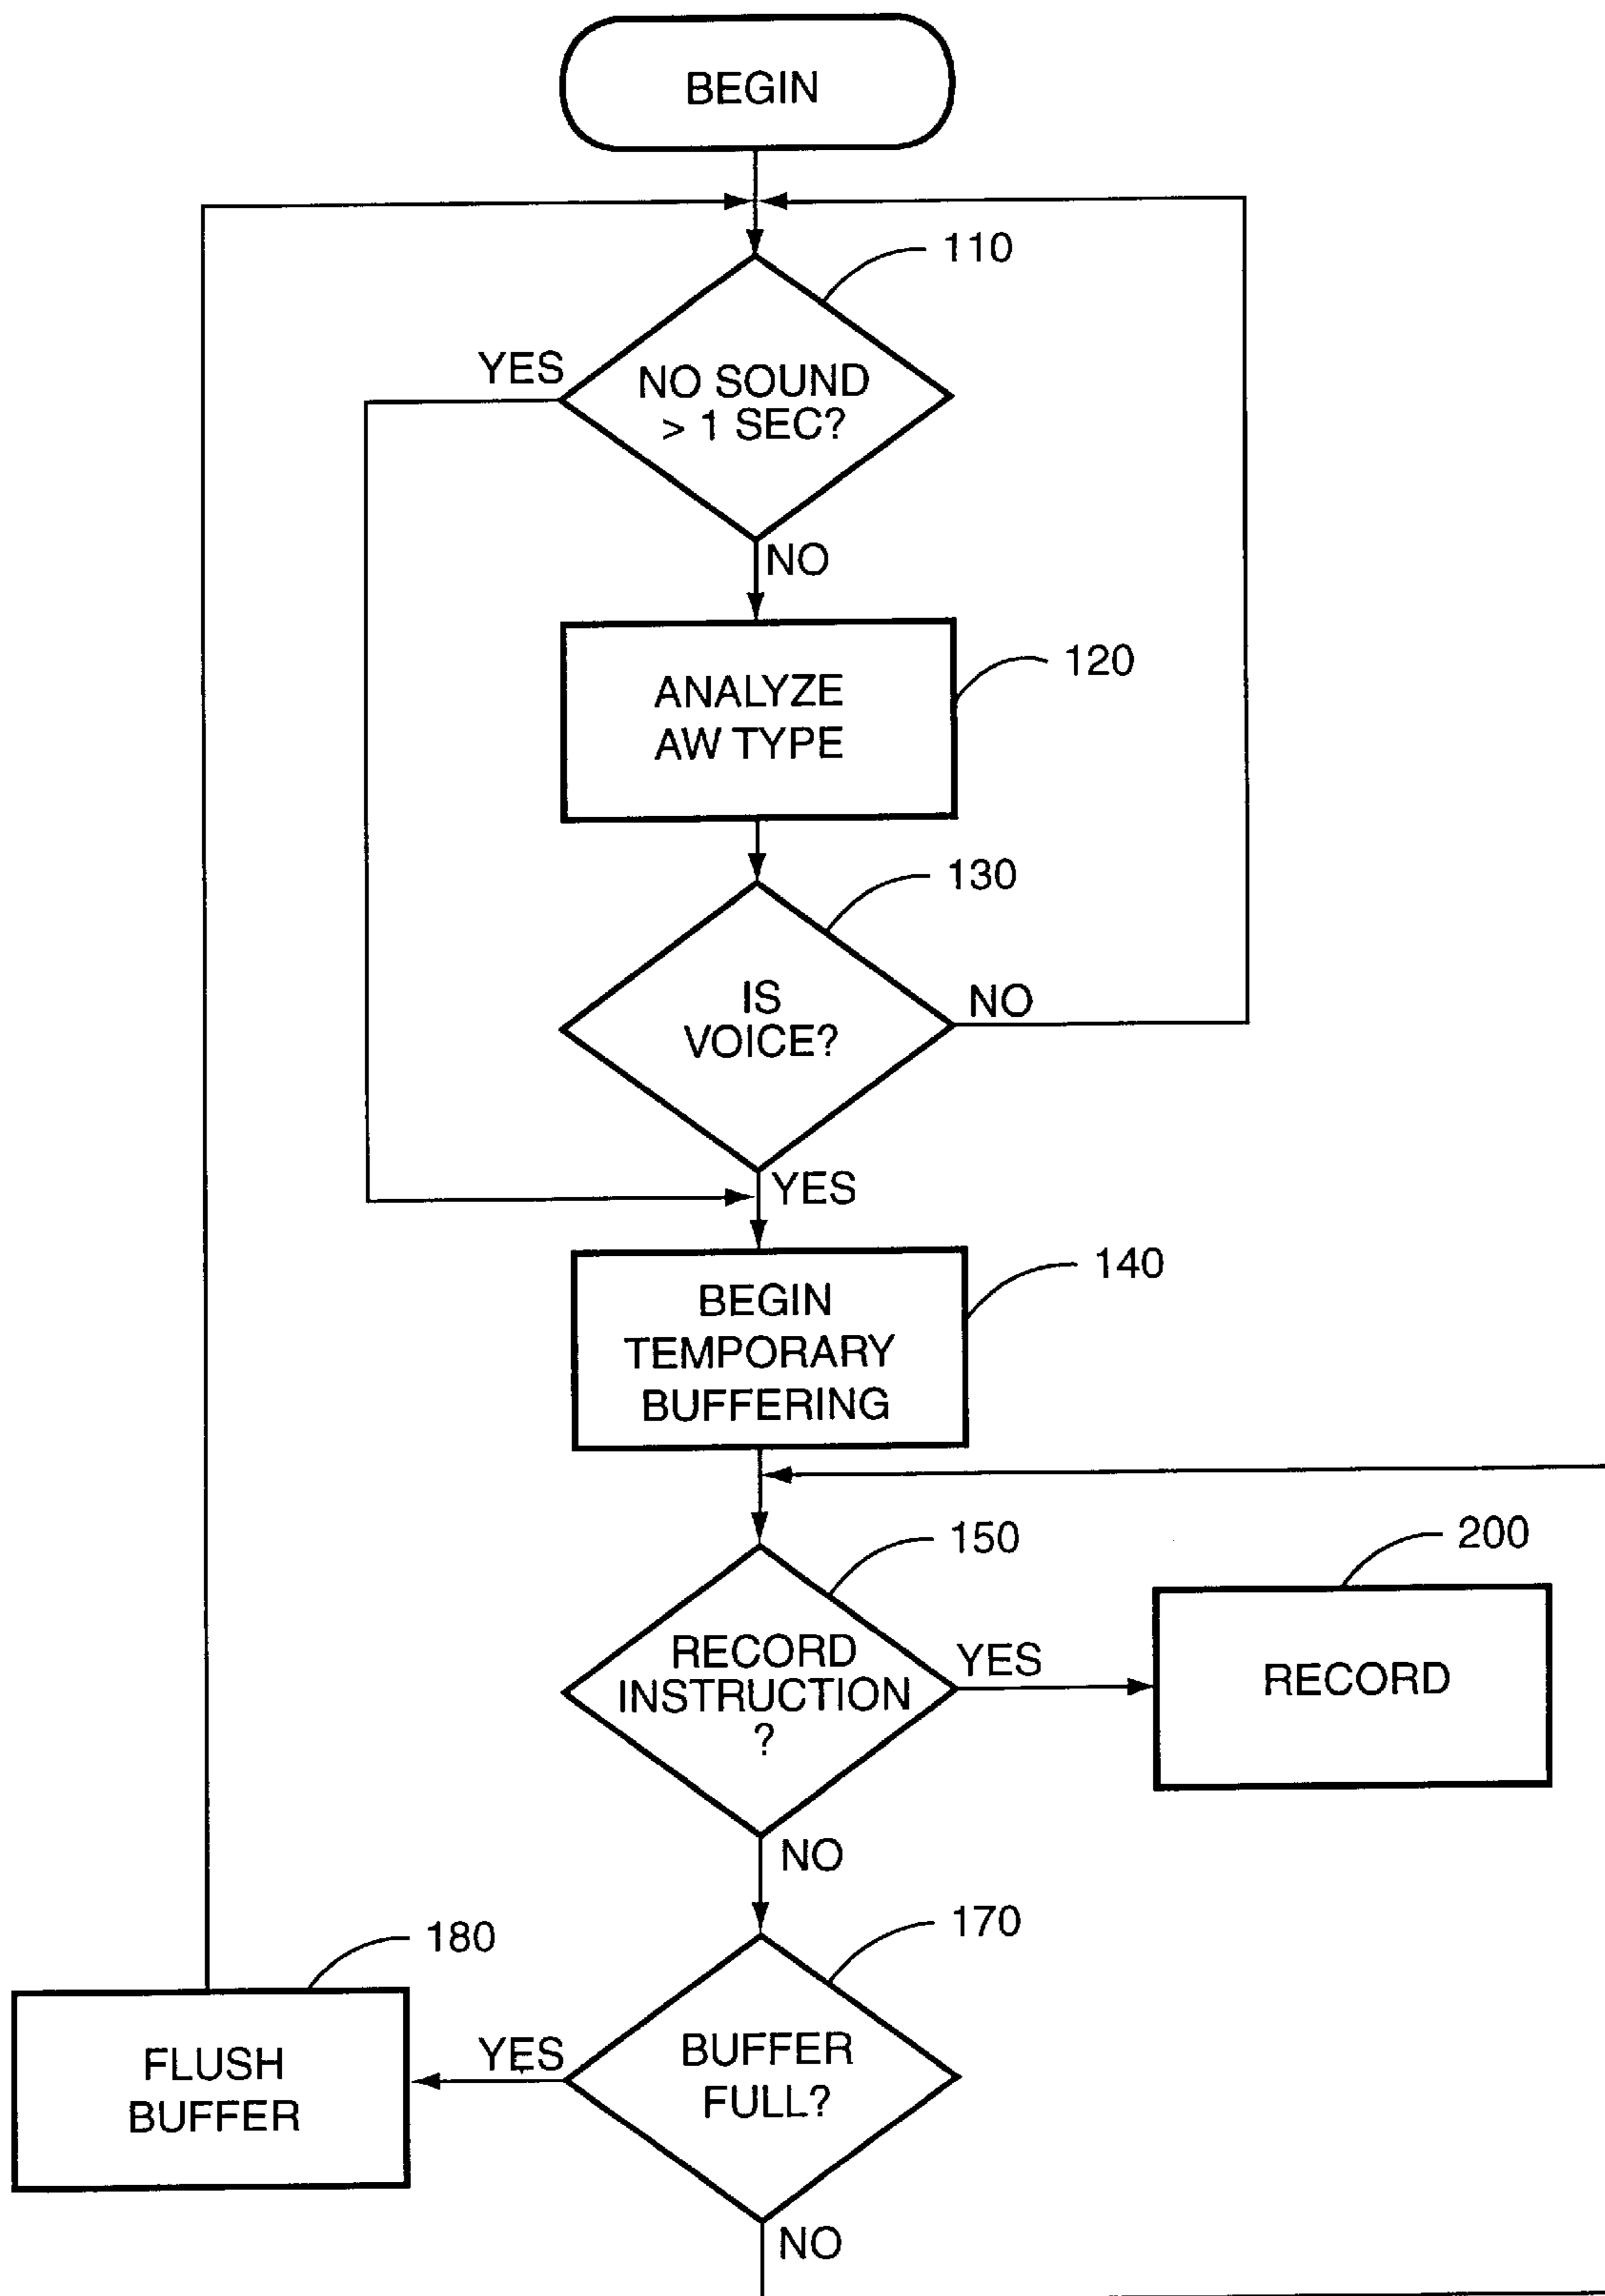 BEGIN
110
YES
NO SOUND
> 1 SEC?
NO
120
ANALYZE
AW TYPE
130
IS
VOICE?
NO
YES
140
BEGIN
TEMPORARY
BUFFERING
150
200
RECORD
INSTRUCTION
?
YES
RECORD
NO
170
180
YES
BUFFER
FULL?
FLUSH
BUFFER
NO